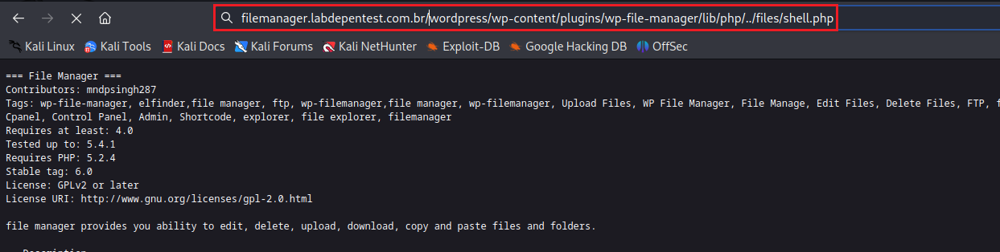 filemanager.labdepentest.com.br/wordpress/wp-content/plugins/wp-file-manager/lib/php/../files/shell.php
Kali Linux Kali Tools Kali Docs Kali Forums Kali NetHunter Exploit-DB Google Hacking DB OffSec
=== File Manager ===
Contributors: mndpsingh287
Tags: wp-file-manager, elfinder,file manager, ftp, wp-filemanager,file manager, wp-filemanager, Upload Files, WP File Manager, File Manage, Edit Files, Delete Files, FTP, f
Cpanel, Control Panel, Admin, Shortcode, explorer, file explorer, filemanager
Requires at least: 4.0
Tested up to: 5.4.1
Requires PHP: 5.2.4
Stable tag: 6.0
License: GPLv2 or later
License URI: http://www.gnu.org/licenses/gpl-2.0.html
file manager provides you ability to edit, delete, upload, download, copy and paste files and folders.
Description